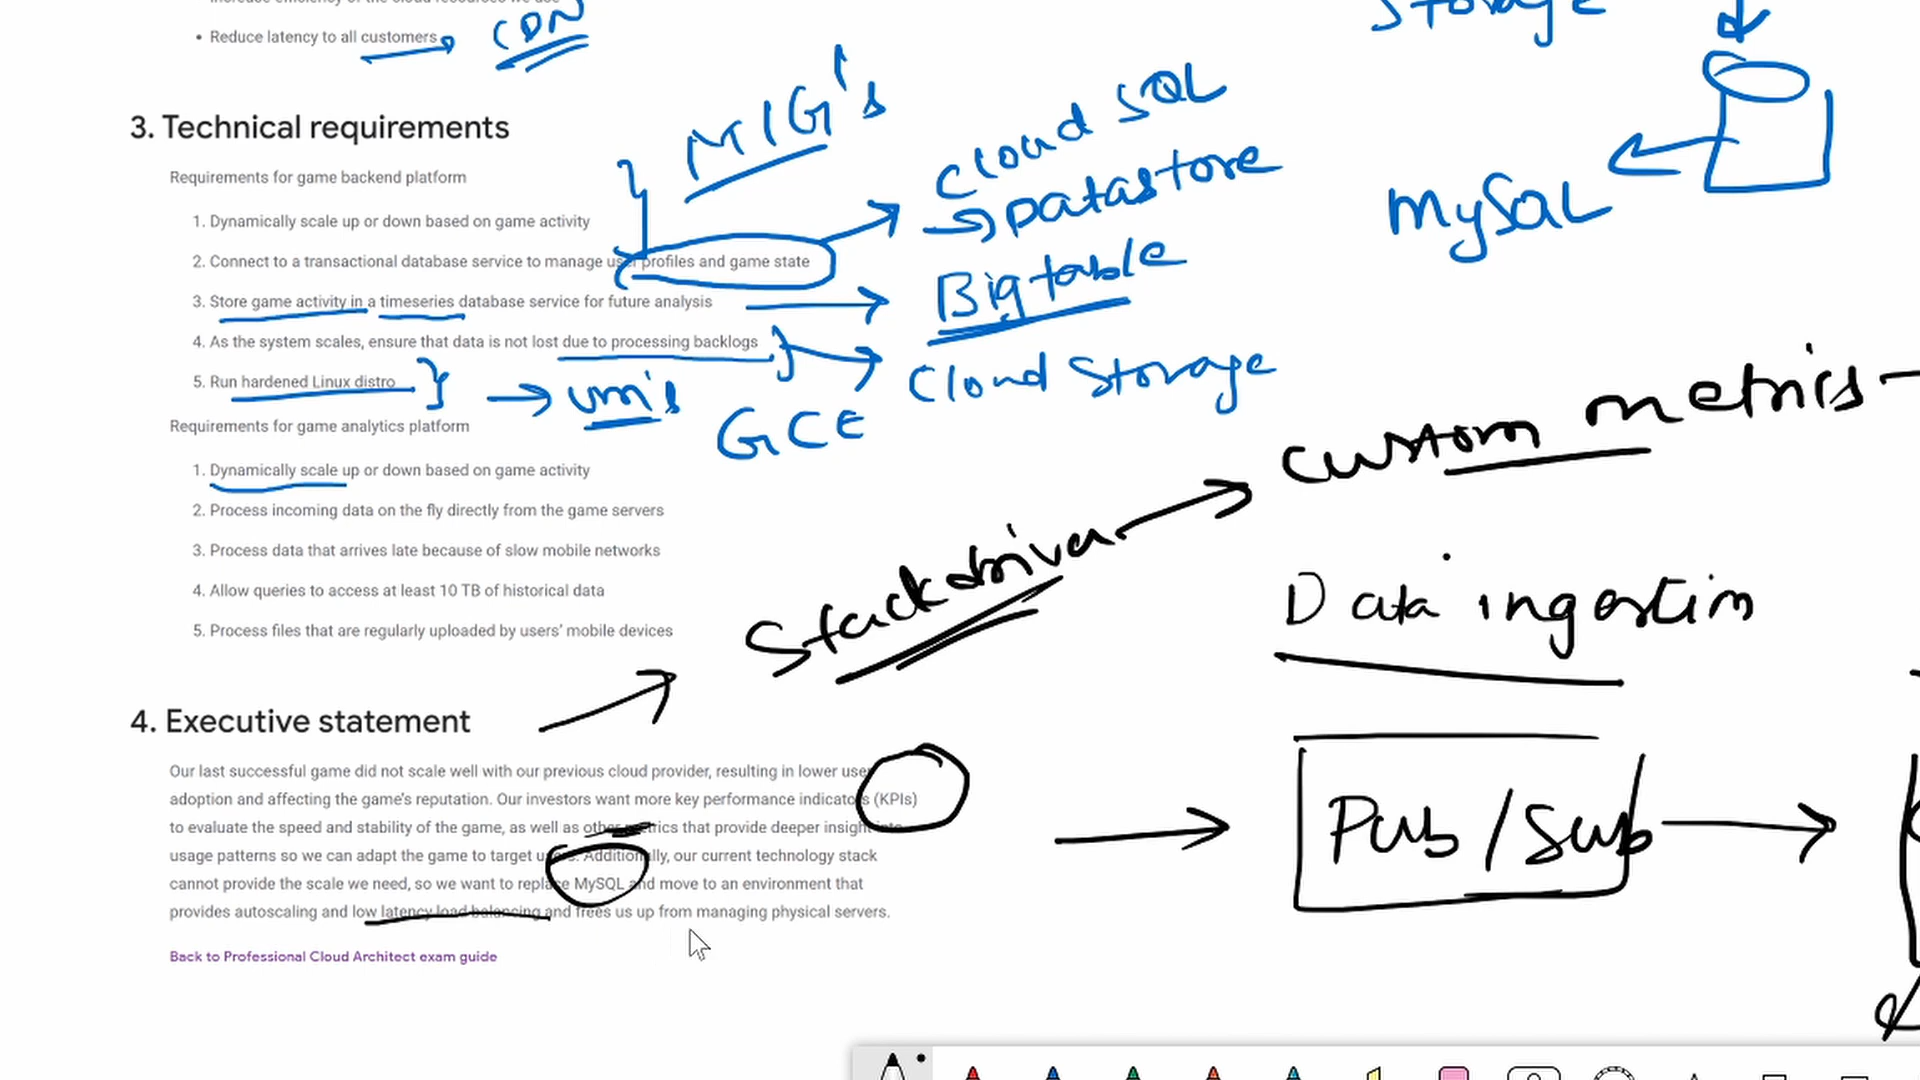 • Reduce latency to all customers
CDN
Storage
3. Technical requirements
MIG's
Cloud SQL
Requirements for game backend platform
Datastore
MySQL
1. Dynamically scale up or down based on game activity
2. Connect to a transactional database service to manage user profiles and game state
Bigtable
3. Store game activity in a timeseries database service for future analysis
4. As the system scales, ensure that data is not lost due to processing backlogs
Cloud Storage
5. Run hardened Linux distro
VM's
GCE
custom metrics
Requirements for game analytics platform
1. Dynamically scale up or down based on game activity
2. Process incoming data on the fly directly from the game servers
3. Process data that arrives late because of slow mobile networks
Stackdriver
4. Allow queries to access at least 10 TB of historical data
Data ingestion
5. Process files that are regularly uploaded by users’ mobile devices
4. Executive statement
Our last successful game did not scale well with our previous cloud provider, resulting in lower user
adoption and affecting the game’s reputation. Our investors want more key performance indicators (KPIs)
to evaluate the speed and stability of the game, as well as other metrics that provide deeper insight into
Pub/Sub
usage patterns so we can adapt the game to target users. Additionally, our current technology stack
cannot provide the scale we need, so we want to replace MySQL and move to an environment that
provides autoscaling and low latency load balancing and frees us up from managing physical servers.
Back to Professional Cloud Architect exam guide